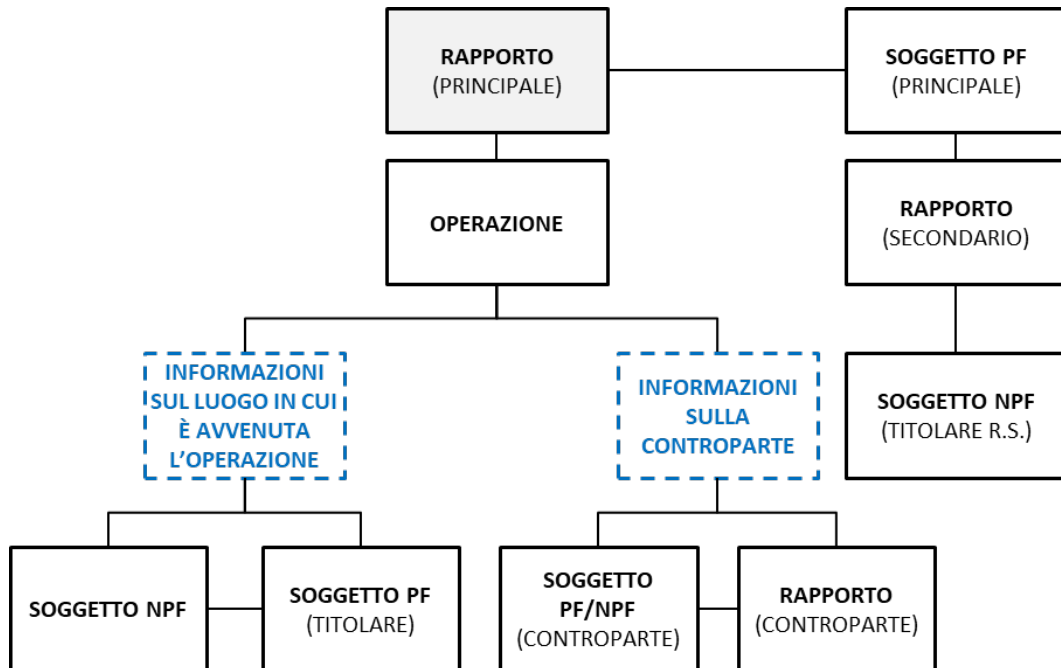 RAPPORTO
(PRINCIPALE)
SOGGETTO PF
(PRINCIPALE)
OPERAZIONE
RAPPORTO
(SECONDARIO)
INFORMAZIONI
SUL LUOGO IN CUI
È AVVENUTA
L'OPERAZIONE
INFORMAZIONI
SULLA
CONTROPARTE
SOGGETTO NPF
(TITOLARE R.S.)
SOGGETTO NPF
SOGGETTO PF
(TITOLARE)
SOGGETTO
PF/NPF
(CONTROPARTE)
RAPPORTO
(CONTROPARTE)